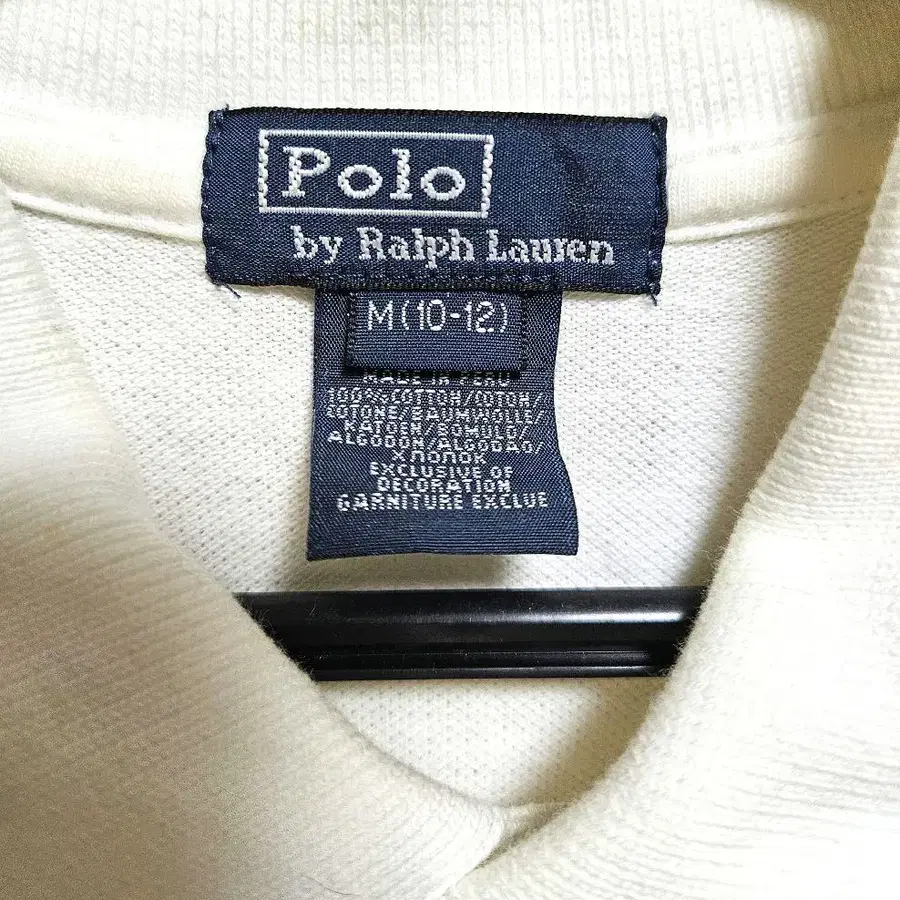 Polo
by Ralph Lauren
M(10-12)
MADE IN PERU
100%COTTON/COTON
COTONE/BAUMWOLLE/
KATOEN/BOMULD/
ALGODON/ALGODAO/
ХЛОПОК
EXCLUSIVE OF
DECORATION
GARNITURE EXCLUE